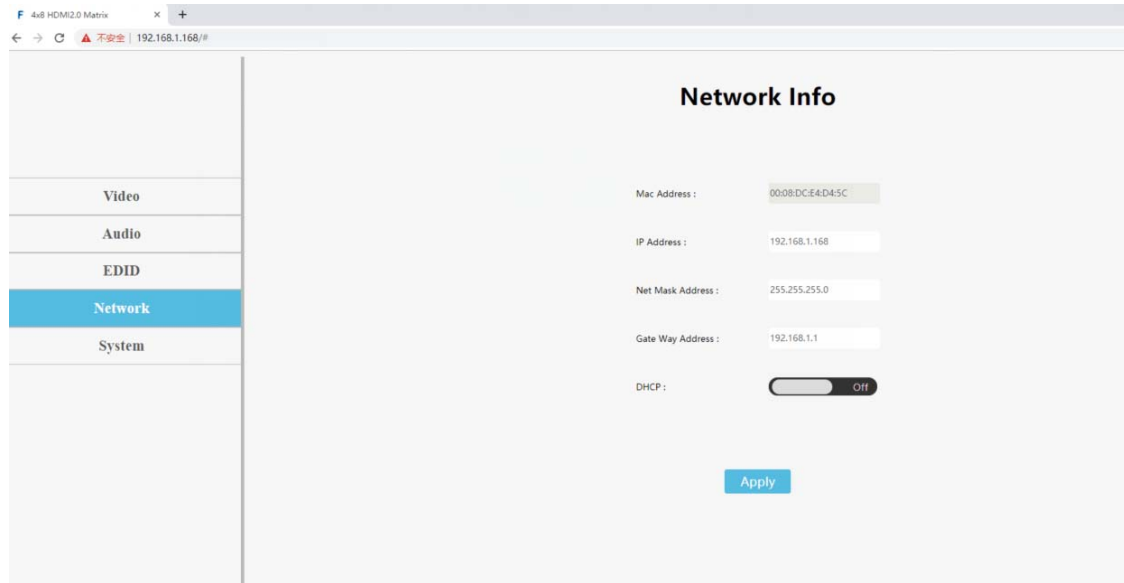 F 4x8 HDMI2.0 Matrix × +
不安全 | 192.168.1.168/#
Network Info
Video
Audio
EDID
Network
System
Mac Address : 00:08:DC:E4:D4:5C
IP Address : 192.168.1.168
Net Mask Address : 255.255.255.0
Gate Way Address : 192.168.1.1
DHCP : Off
Apply